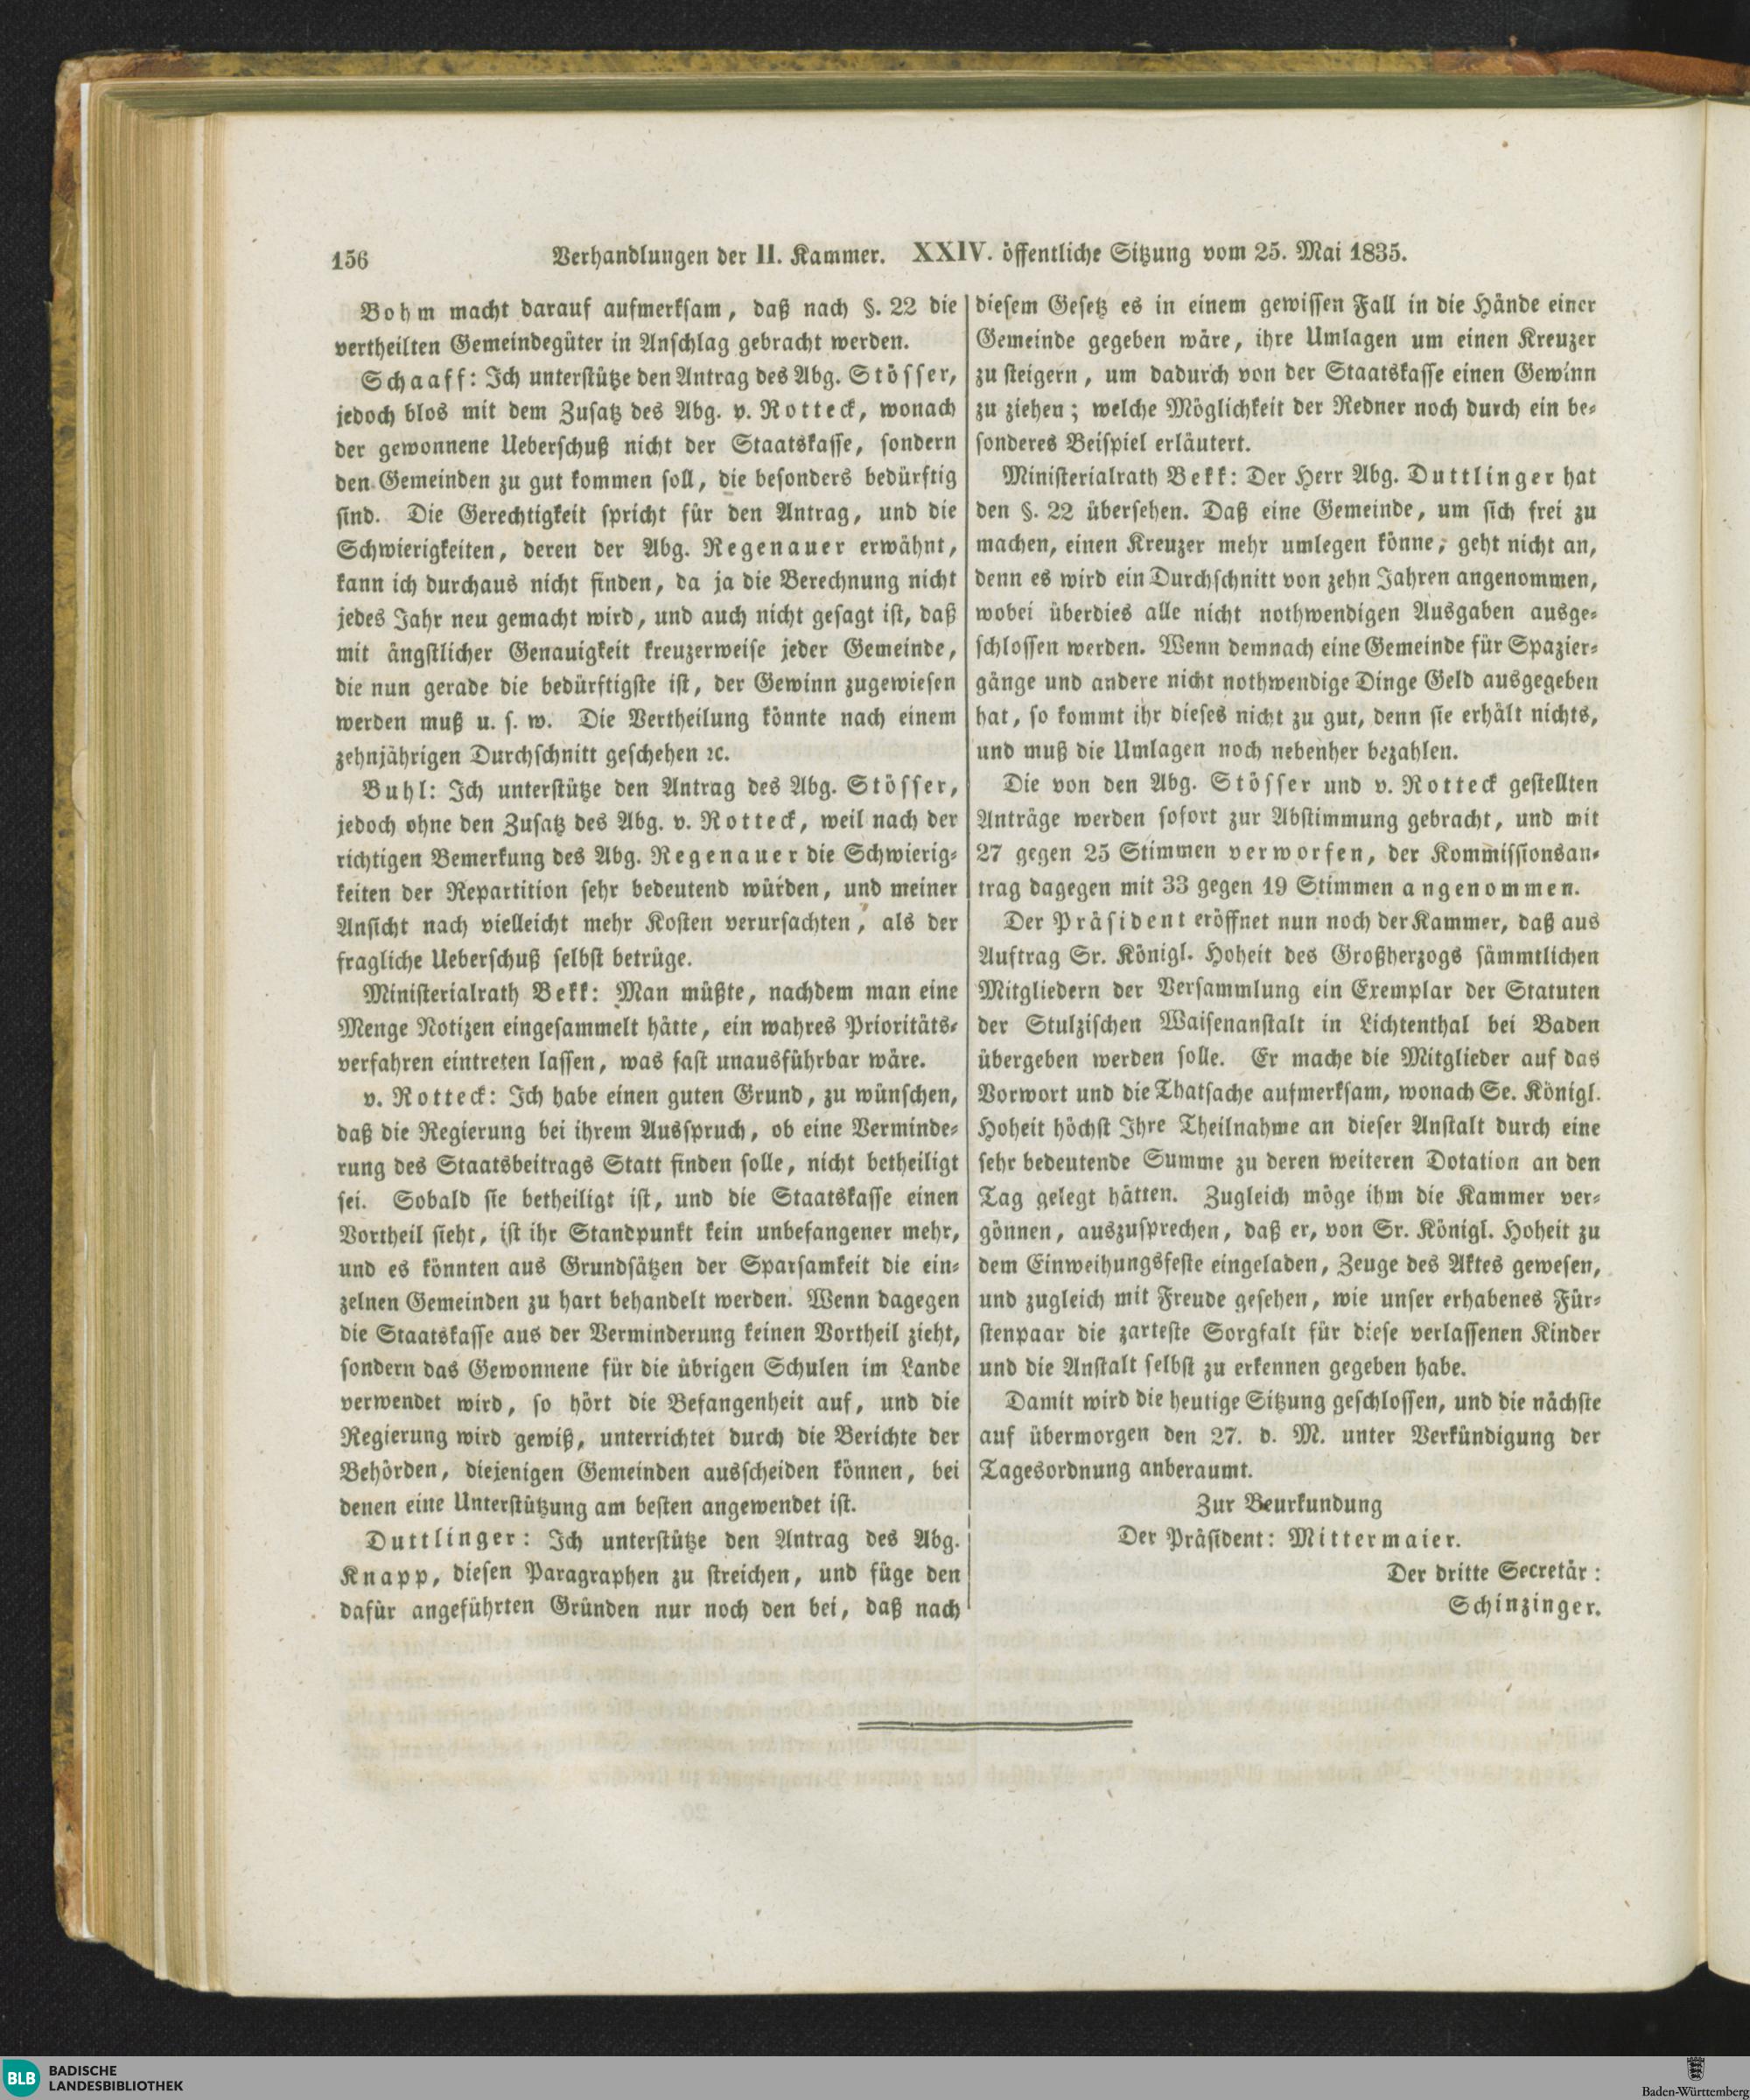 156 Verhandlungen der II. Kammer. XXIV. öffentliche Sitzung vom 25. Mai 1835.
Bohm macht darauf aufmerksam, daß nach §. 22 die
vertheilten Gemeindegüter in Anschlag gebracht werden.
Schaaff: Ich unterstütze den Antrag des Abg. Stösser,
jedoch blos mit dem Zusatz des Abg. v. Rotteck, wonach
der gewonnene Ueberschuß nicht der Staatskasse, sondern
den Gemeinden zu gut kommen soll, die besonders bedürftig
sind. Die Gerechtigkeit spricht für den Antrag, und die
Schwierigkeiten, deren der Abg. Regenauer erwähnt,
kann ich durchaus nicht finden, da ja die Berechnung nicht
jedes Jahr neu gemacht wird, und auch nicht gesagt ist, daß
mit ängstlicher Genauigkeit kreuzerweise jeder Gemeinde,
die nun gerade die bedürftigste ist, der Gewinn zugewiesen
werden muß u. s. w. Die Vertheilung könnte nach einem
zehnjährigen Durchschnitt geschehen ꝛc.
Buhl: Ich unterstütze den Antrag des Abg. Stösser,
jedoch ohne den Zusatz des Abg. v. Rotteck, weil nach der
richtigen Bemerkung des Abg. Regenauer die Schwierig-
keiten der Repartition sehr bedeutend würden, und meiner
Ansicht nach vielleicht mehr Kosten verursachten, als der
fragliche Ueberschuß selbst betrüge.
Ministerialrath Bekk: Man müßte, nachdem man eine
Menge Notizen eingesammelt hätte, ein wahres Prioritäts-
verfahren eintreten lassen, was fast unausführbar wäre.
v. Rotteck: Ich habe einen guten Grund, zu wünschen,
daß die Regierung bei ihrem Ausspruch, ob eine Verminde-
rung des Staatsbeitrags Statt finden solle, nicht betheiligt
sei. Sobald sie betheiligt ist, und die Staatskasse einen
Vortheil sieht, ist ihr Standpunkt kein unbefangener mehr,
und es könnten aus Grundsätzen der Sparsamkeit die ein-
zelnen Gemeinden zu hart behandelt werden. Wenn dagegen
die Staatskasse aus der Verminderung keinen Vortheil zieht,
sondern das Gewonnene für die übrigen Schulen im Lande
verwendet wird, so hört die Befangenheit auf, und die
Regierung wird gewiß, unterrichtet durch die Berichte der
Behörden, diejenigen Gemeinden ausscheiden können, bei
denen eine Unterstützung am besten angewendet ist.
Duttlinger: Ich unterstütze den Antrag des Abg.
Knapp, diesen Paragraphen zu streichen, und füge den
dafür angeführten Gründen nur noch den bei, daß nach
diesem Gesetz es in einem gewissen Fall in die Hände einer
Gemeinde gegeben wäre, ihre Umlagen um einen Kreuzer
zu steigern, um dadurch von der Staatskasse einen Gewinn
zu ziehen; welche Möglichkeit der Redner noch durch ein be-
sonderes Beispiel erläutert.
Ministerialrath Bekk: Der Herr Abg. Duttlinger hat
den §. 22 übersehen. Daß eine Gemeinde, um sich frei zu
machen, einen Kreuzer mehr umlegen könne, geht nicht an,
denn es wird ein Durchschnitt von zehn Jahren angenommen,
wobei überdies alle nicht nothwendigen Ausgaben ausge-
schlossen werden. Wenn demnach eine Gemeinde für Spazier-
gänge und andere nicht nothwendige Dinge Geld ausgegeben
hat, so kommt ihr dieses nicht zu gut, denn sie erhält nichts,
und muß die Umlagen noch nebenher bezahlen.
Die von den Abg. Stösser und v. Rotteck gestellten
Anträge werden sofort zur Abstimmung gebracht, und mit
27 gegen 25 Stimmen verworfen, der Kommissionsan-
trag dagegen mit 33 gegen 19 Stimmen angenommen.
Der Präsident eröffnet nun noch der Kammer, daß aus
Auftrag Sr. Königl. Hoheit des Großherzogs sämmtlichen
Mitgliedern der Versammlung ein Exemplar der Statuten
der Stulzischen Waisenanstalt in Lichtenthal bei Baden
übergeben werden solle. Er mache die Mitglieder auf das
Vorwort und die Thatsache aufmerksam, wonach Se. Königl.
Hoheit höchst Ihre Theilnahme an dieser Anstalt durch eine
sehr bedeutende Summe zu deren weiteren Dotation an den
Tag gelegt hätten. Zugleich möge ihm die Kammer ver-
gönnen, auszusprechen, daß er, von Sr. Königl. Hoheit zu
dem Einweihungsfeste eingeladen, Zeuge des Aktes gewesen,
und zugleich mit Freude gesehen, wie unser erhabenes Für-
stenpaar die zarteste Sorgfalt für diese verlassenen Kinder
und die Anstalt selbst zu erkennen gegeben habe.
Damit wird die heutige Sitzung geschlossen, und die nächste
auf übermorgen den 27. d. M. unter Verkündigung der
Tagesordnung anberaumt.
Zur Beurkundung
Der Präsident: Mittermaier.
Der dritte Secretär:
Schinzinger.
BLB BADISCHE
LANDESBIBLIOTHEK
Baden-Württemberg